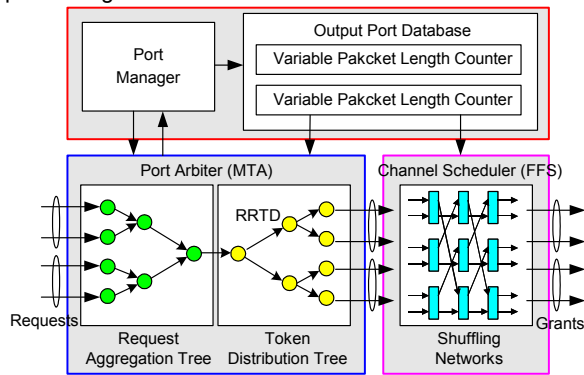 Port
Manager
Output Port Database
Variable Pakcket Length Counter
Variable Pakcket Length Counter
Port Arbiter (MTA)
Channel Scheduler (FFS)
RRTD
Requests
Grants
Request
Aggregation Tree
Token
Distribution Tree
Shuffling
Networks